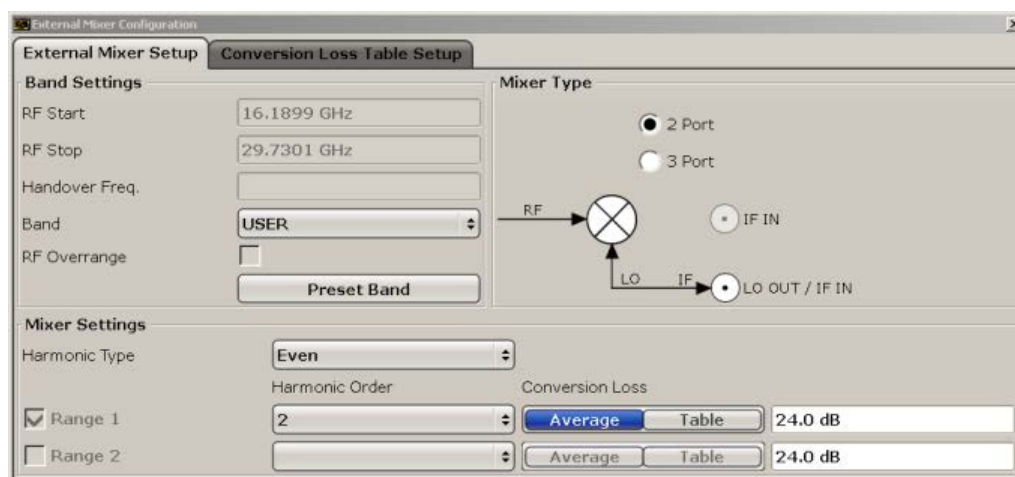 External Mixer Configuration
External Mixer Setup
Conversion Loss Table Setup
Band Settings
RF Start
16.1899 GHz
RF Stop
29.7301 GHz
Handover Freq.
Band
USER
RF Overrange
Preset Band
Mixer Type
2 Port
3 Port
RF
IF IN
LO
IF
LO OUT / IF IN
Mixer Settings
Harmonic Type
Even
Harmonic Order
Conversion Loss
Range 1
2
Average
Table
24.0 dB
Range 2
Average
Table
24.0 dB